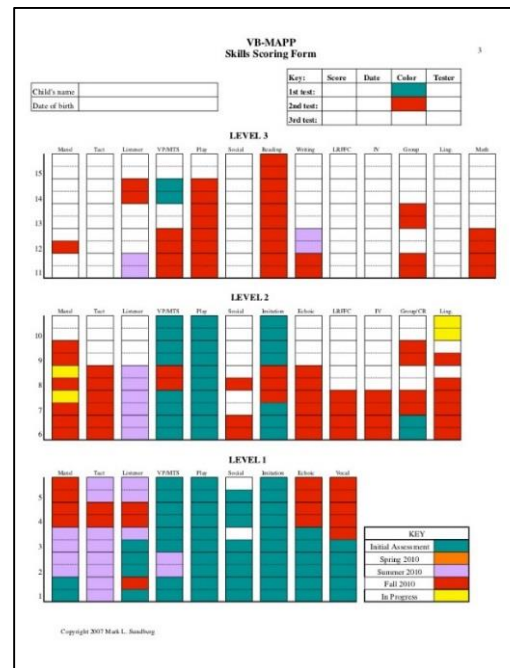 VB-MAPP
Skills Scoring Form
3
Key: Score Date Color Tester
1st test:
2nd test:
3rd test:
Child's name
Date of birth
LEVEL 3
Mand Tact Listener VP/MTS Play Social Reading Writing LRFFC IV Group Ling. Math
15
14
13
12
11
LEVEL 2
Mand Tact Listener VP/MTS Play Social Imitation Echoic LRFFC IV Group/CR Ling.
10
9
8
7
6
LEVEL 1
Mand Tact Listener VP/MTS Play Social Imitation Echoic Vocal
5
4
3
2
1
KEY
Initial Assessment
Spring 2010
Summer 2010
Fall 2010
In Progress
Copyright 2007 Mark L. Sundberg